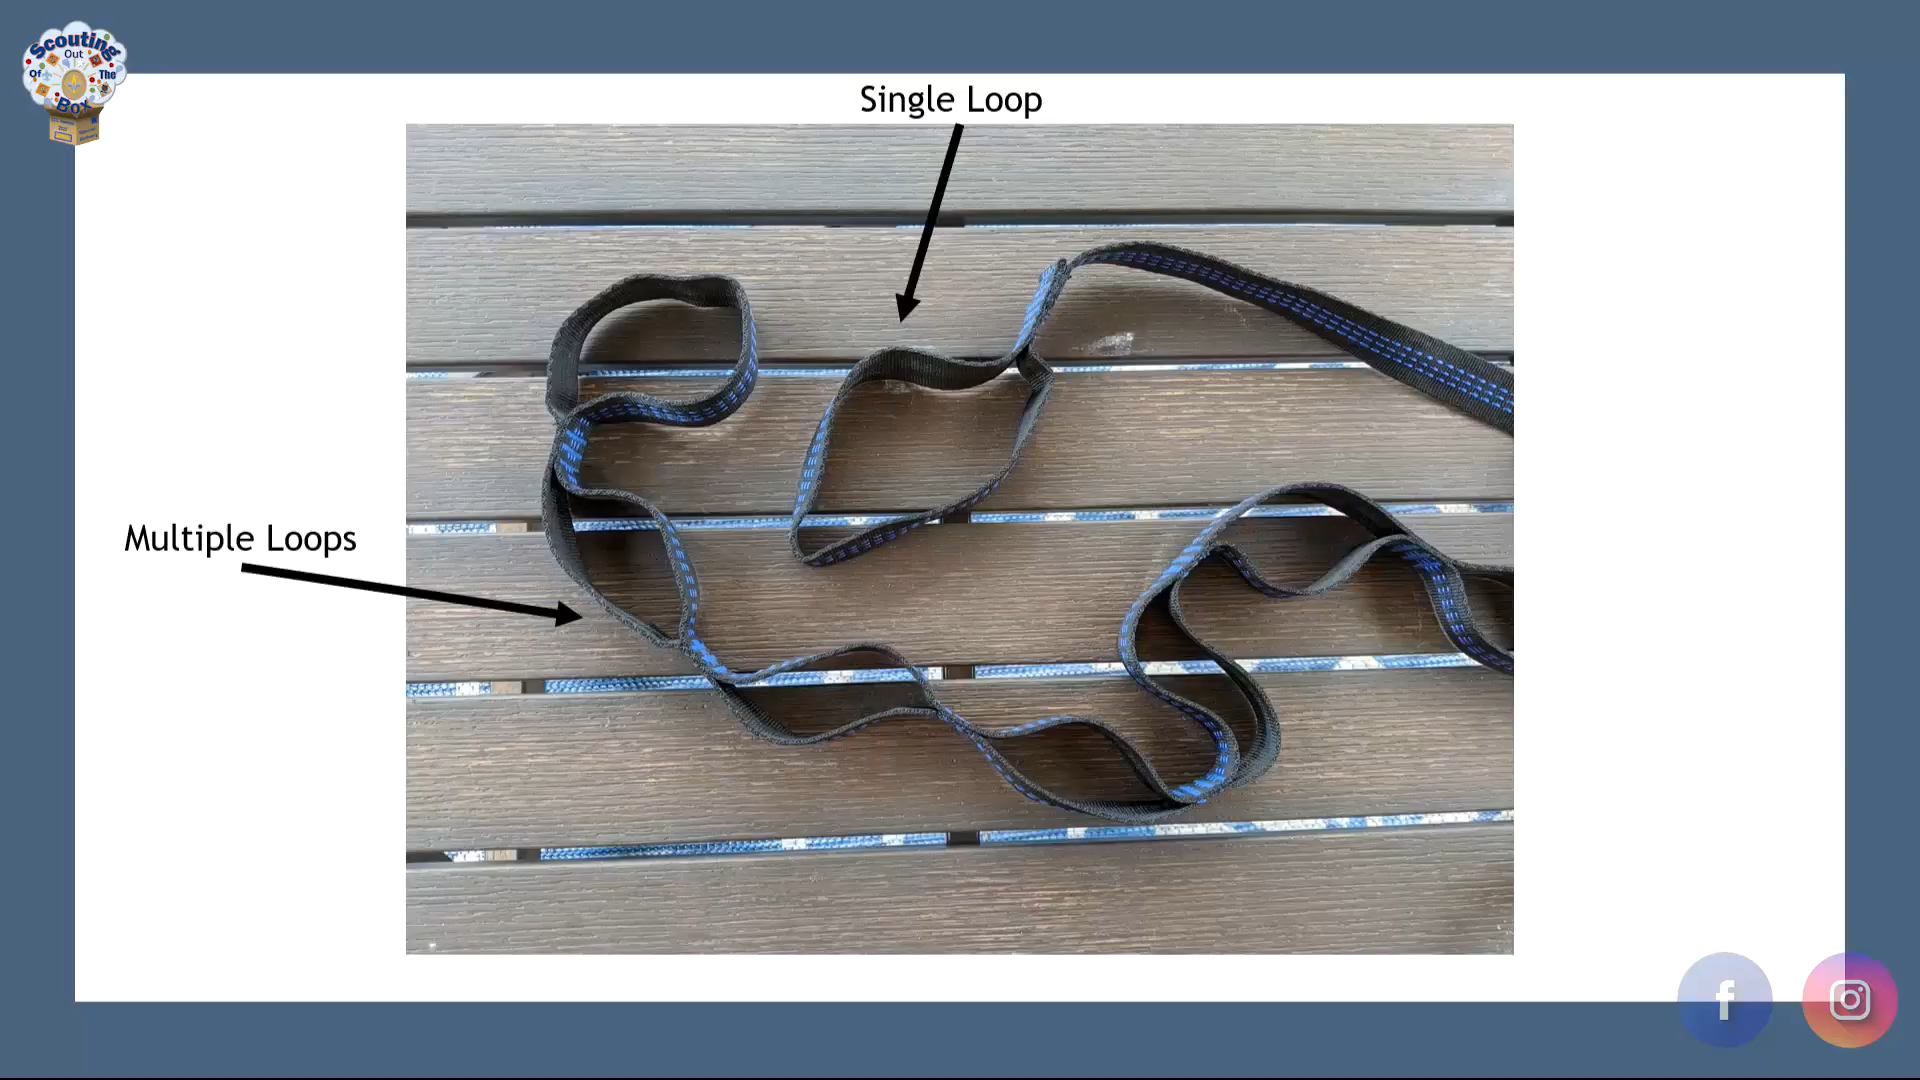 Scouting
Out
Of The
Box
Single Loop
Multiple Loops